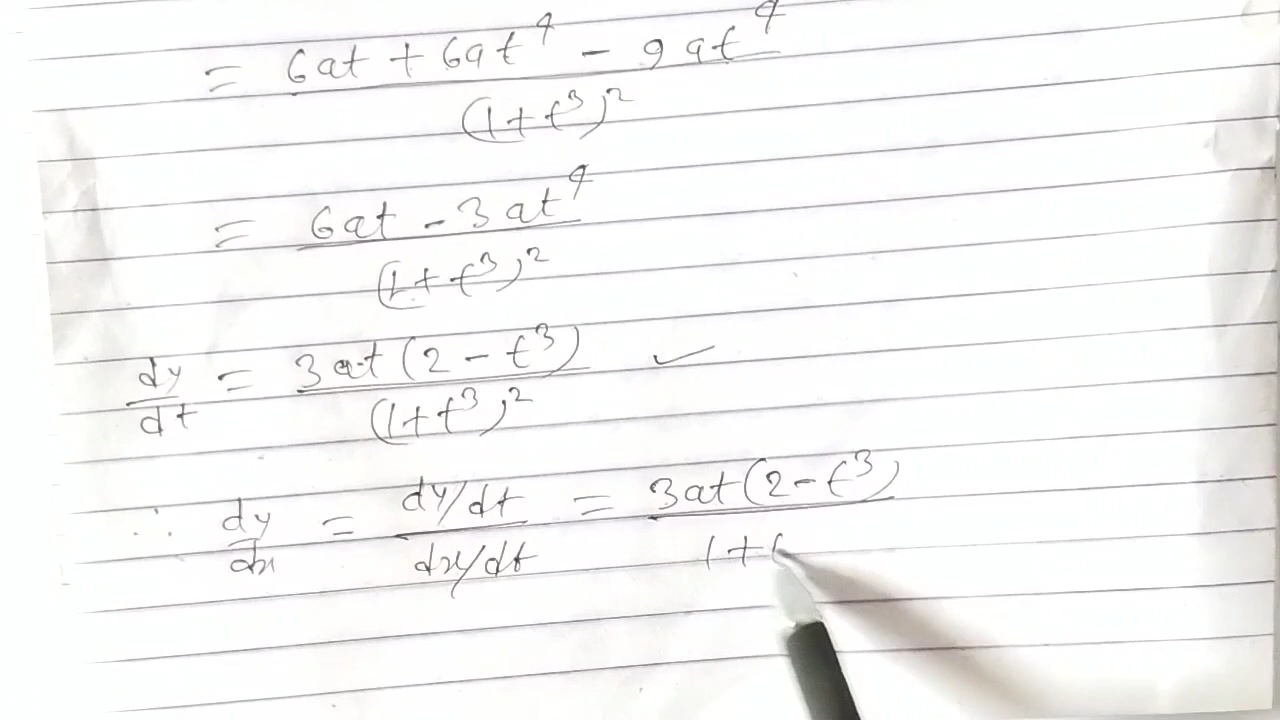 = 6at + 6at⁴ - 9at⁴
(1+t³)²
= 6at - 3at⁴
(1+t³)²
dy/dt = 3at(2-t³)/(1+t³)² ✓
∴ dy/dx = (dy/dt)/(dx/dt) = 3at(2-t³)
1+